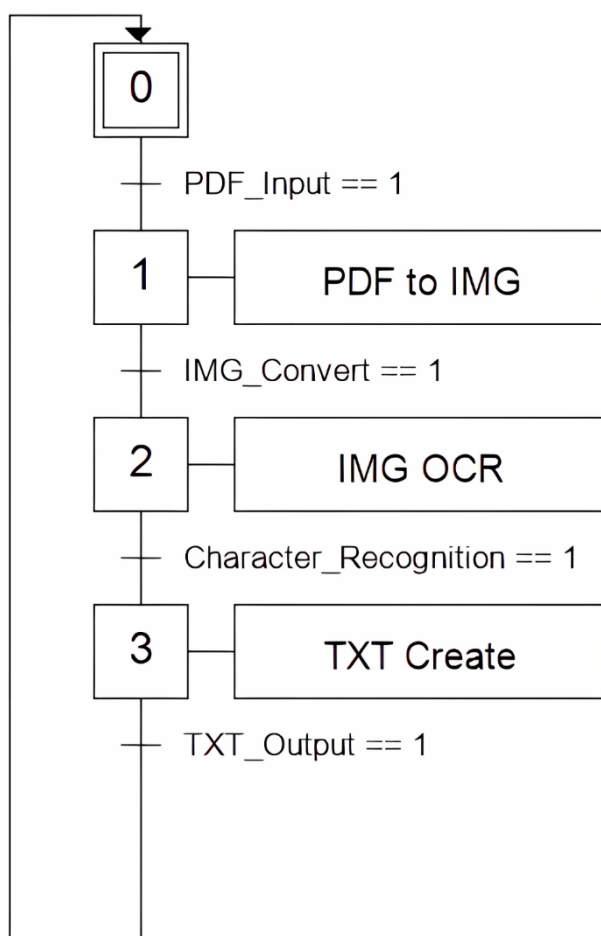 0
PDF_Input == 1
1
PDF to IMG
IMG_Convert == 1
2
IMG OCR
Character_Recognition == 1
3
TXT Create
TXT_Output == 1